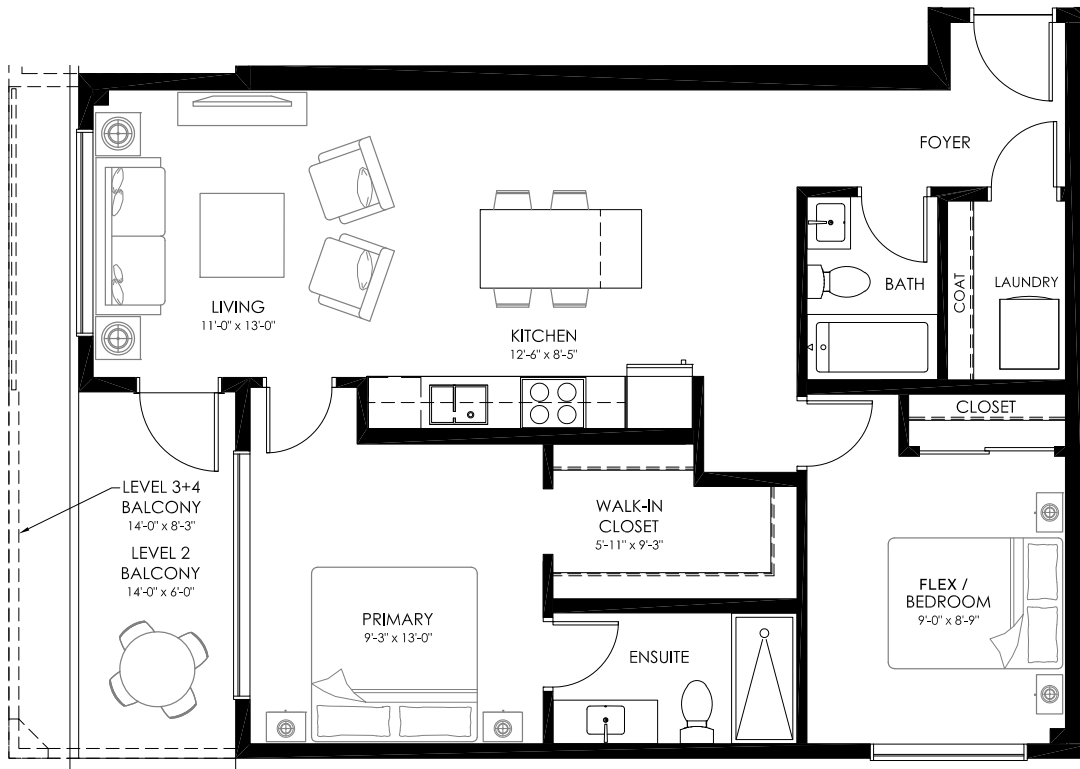 FOYER
LIVING
11'-0" x 13'-0"
KITCHEN
12'-6" x 8'-5"
BATH
COAT
LAUNDRY
CLOSET
LEVEL 3+4
BALCONY
14'-0" x 8'-3"
LEVEL 2
BALCONY
14'-0" x 6'-0"
WALK-IN
CLOSET
5'-11" x 9'-3"
PRIMARY
9'-3" x 13'-0"
ENSUITE
FLEX /
BEDROOM
9'-0" x 8'-9"